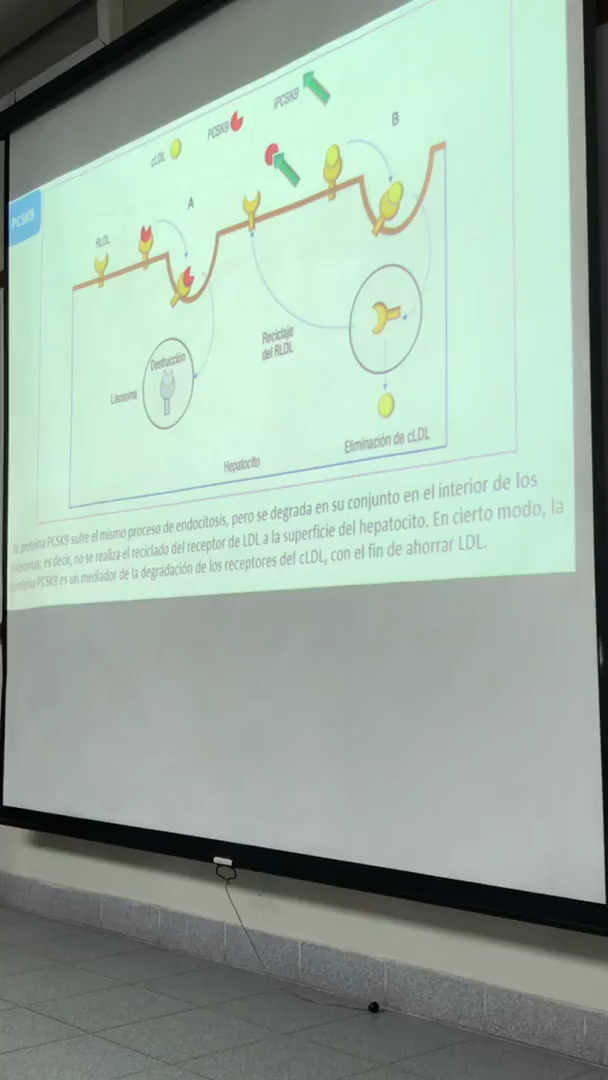 PCSK9
cLDL
PCSK9
iPCSK9
RLDL
A
B
Destrucción
Lisosoma
Reciclaje
del RLDL
Hepatocito
Eliminación de cLDL
la proteína PCSK9 sufre el mismo proceso de endocitosis, pero se degrada en su conjunto en el interior de los
lisosomas; es decir, no se realiza el reciclado del receptor de LDL a la superficie del hepatocito. En cierto modo, la
proteína PCSK9 es un mediador de la degradación de los receptores del cLDL, con el fin de ahorrar LDL.